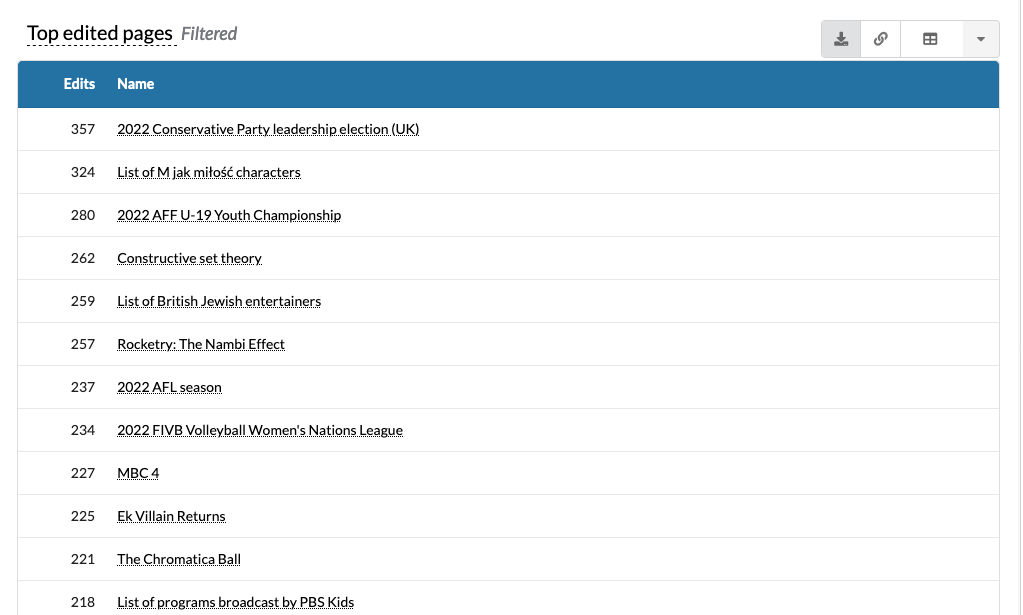 Top edited pages Filtered
Edits Name
357 2022 Conservative Party leadership election (UK)
324 List of M jak miłość characters
280 2022 AFF U-19 Youth Championship
262 Constructive set theory
259 List of British Jewish entertainers
257 Rocketry: The Nambi Effect
237 2022 AFL season
234 2022 FIVB Volleyball Women's Nations League
227 MBC 4
225 Ek Villain Returns
221 The Chromatica Ball
218 List of programs broadcast by PBS Kids